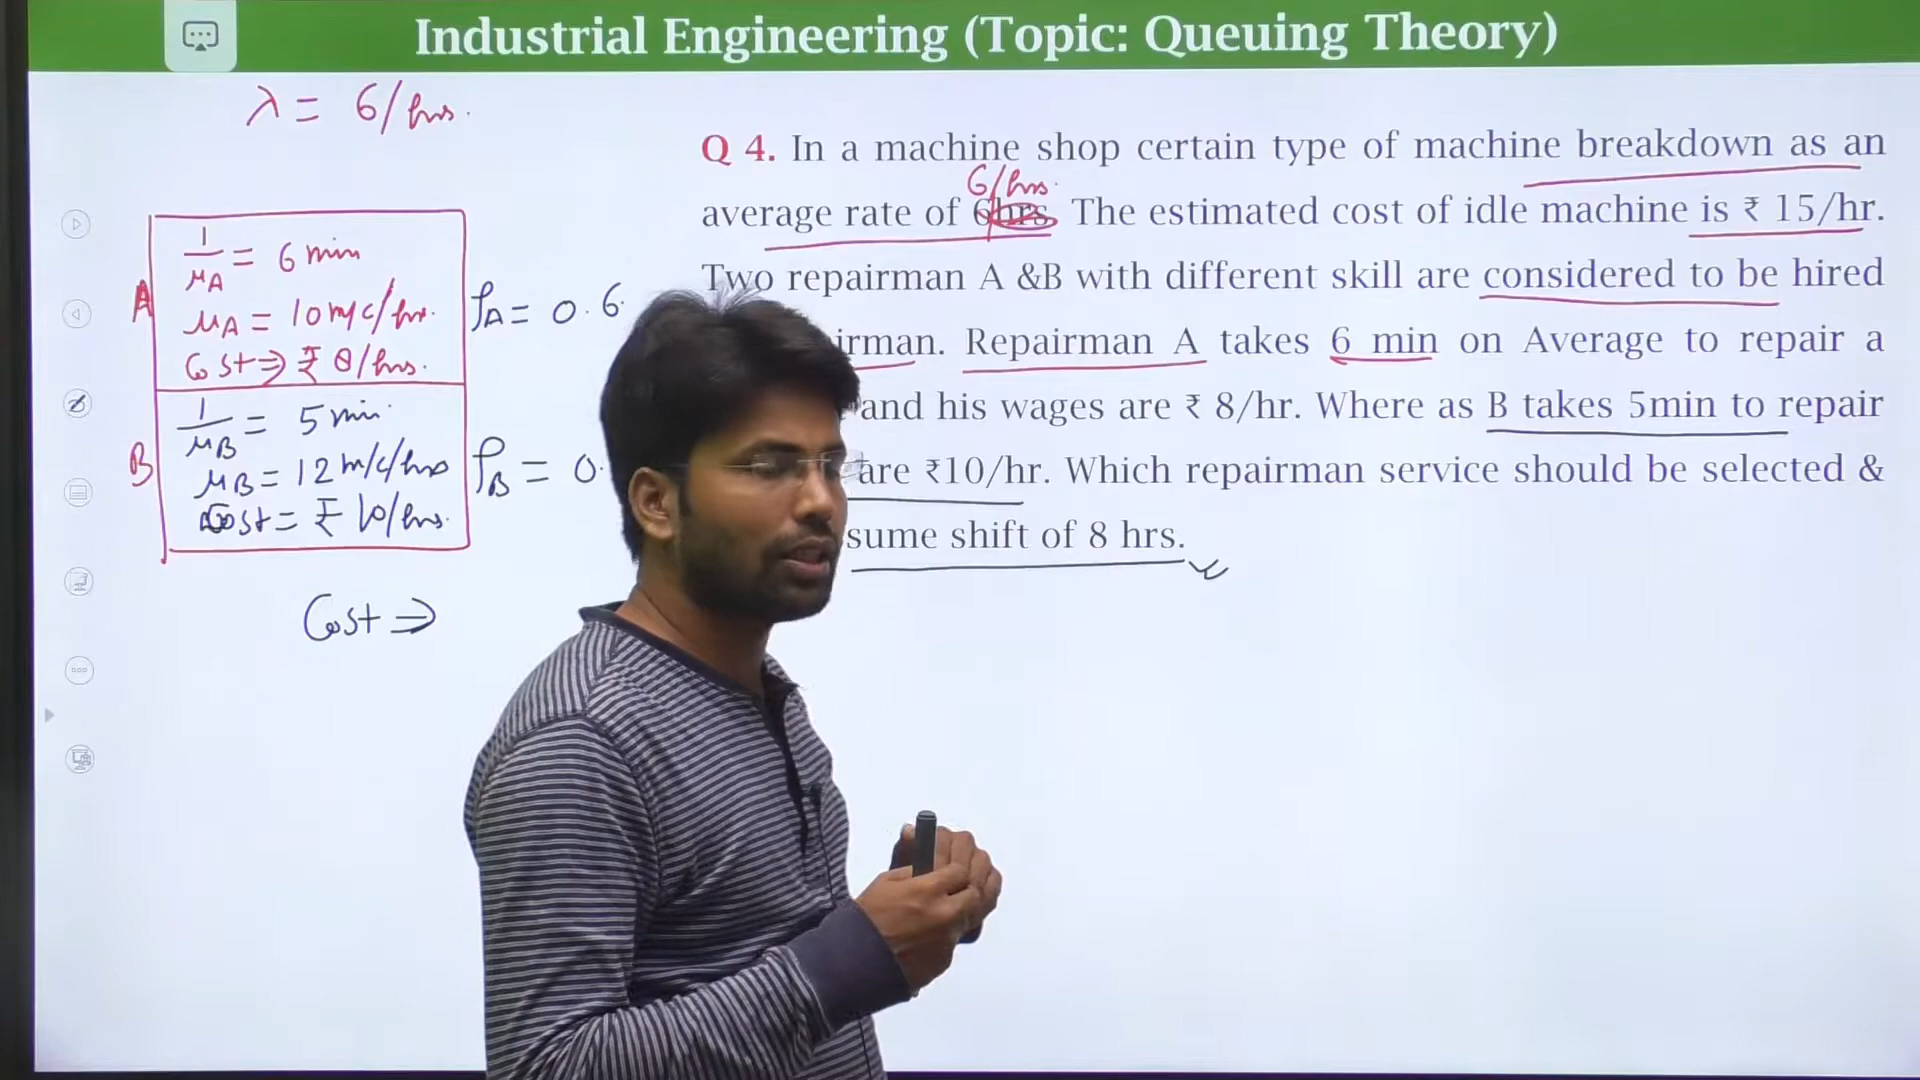 Industrial Engineering (Topic: Queuing Theory)
λ = 6/hrs.
Q 4. In a machine shop certain type of machine breakdown as an
6/hrs.
average rate of 6hrs. The estimated cost of idle machine is ₹ 15/hr.
Two repairman A &B with different skill are considered to be hired
irman. Repairman A takes 6 min on Average to repair a
and his wages are ₹ 8/hr. Where as B takes 5min to repair
are ₹10/hr. Which repairman service should be selected &
sume shift of 8 hrs.
A
1/μA = 6 min
μA = 10 m/c/hr.
Cost ⇒ ₹ 8/hrs.
ρA = 0.6
B
1/μB = 5 min
μB = 12 m/c/hrs
Cost = ₹ 10/hrs.
ρB = 0.
Cost ⇒